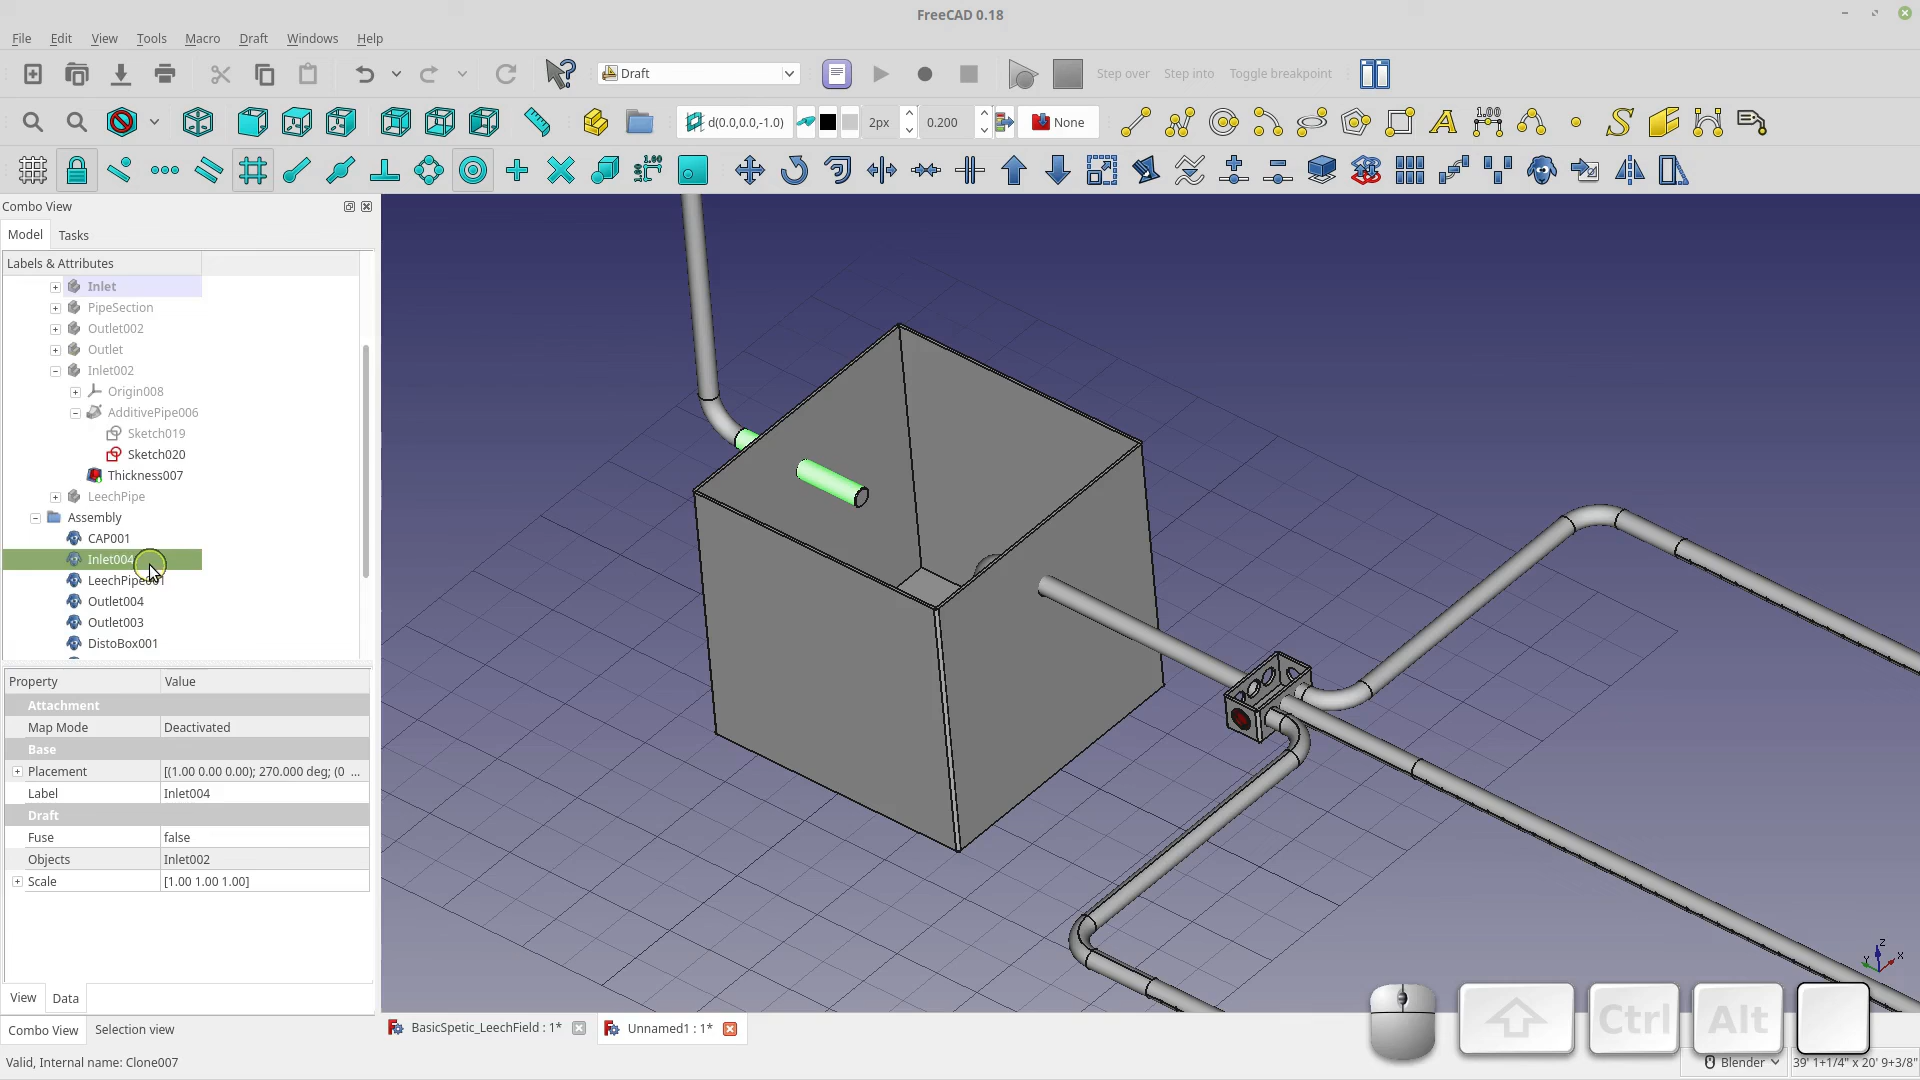 FreeCAD 0.18
File Edit View Tools Macro Draft Windows Help
Draft
Step over Step into Toggle breakpoint
d(0.0,0.0,-1.0) 2px 0.200 None A 1.00 S
1.00
Combo View
Model Tasks
Labels & Attributes
Inlet
PipeSection
Outlet002
Outlet
Inlet002
Origin008
AdditivePipe006
Sketch019
Sketch020
Thickness007
LeechPipe
Assembly
CAP001
Inlet004
LeechPipe001
Outlet004
Outlet003
DistoBox001
Property Value
Attachment
Map Mode Deactivated
Base
Placement [(1.00 0.00 0.00); 270.000 deg; (0 ...
Label Inlet004
Draft
Fuse false
Objects Inlet002
Scale [1.00 1.00 1.00]
View Data
Combo View Selection view
BasicSpetic_LeechField : 1* Unnamed1 : 1*
Z
Y X
Ctrl Alt
Valid, Internal name: Clone007
Blender 39' 1+1/4" x 20' 9+3/8"